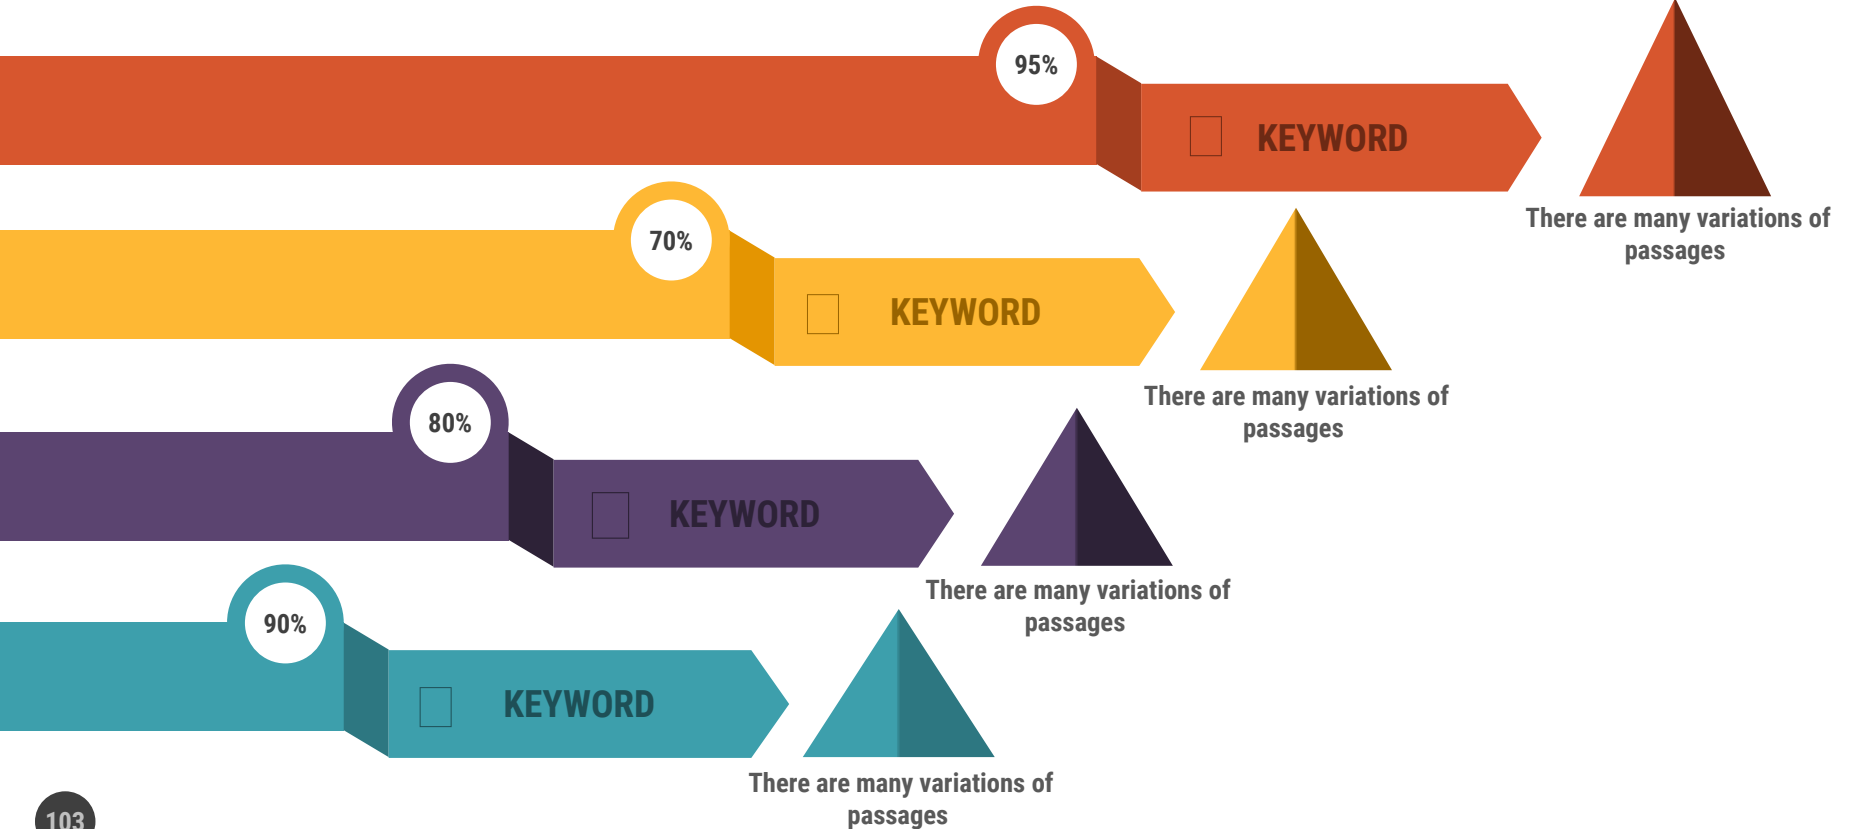 95%
KEYWORD
There are many variations of
passages
70%
KEYWORD
There are many variations of
passages
80%
KEYWORD
There are many variations of
passages
90%
KEYWORD
There are many variations of
passages
103